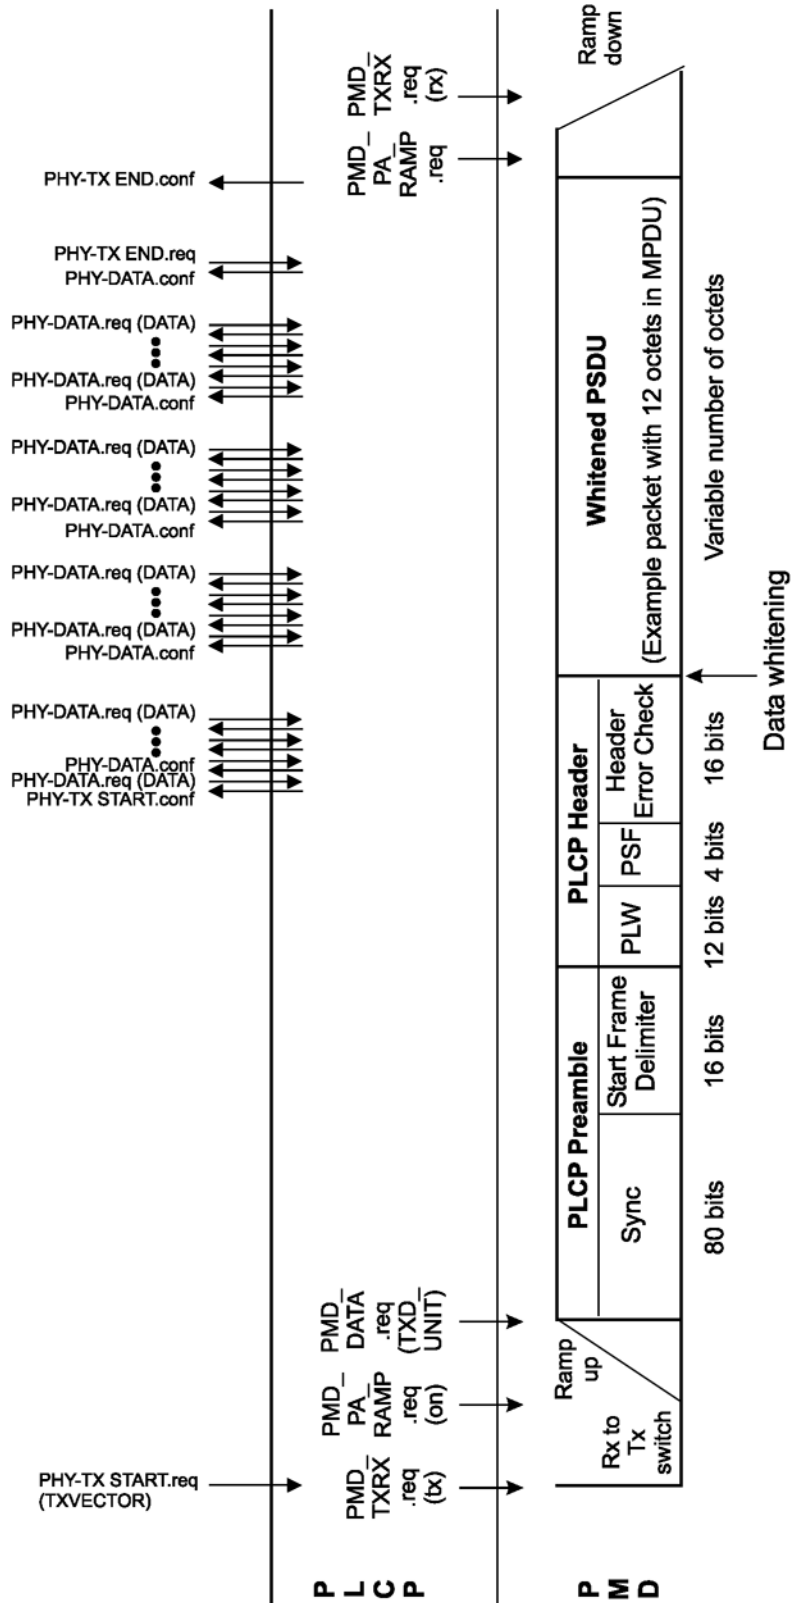 PHY-TX START.req
(TXVECTOR)
PHY-TX START.conf
PHY-DATA.req (DATA)
PHY-DATA.conf
PHY-DATA.req (DATA)
PHY-DATA.conf
PHY-DATA.req (DATA)
PHY-DATA.req (DATA)
PHY-DATA.conf
PHY-DATA.req (DATA)
PHY-DATA.req (DATA)
PHY-DATA.conf
PHY-DATA.req (DATA)
PHY-DATA.req (DATA)
PHY-DATA.conf
PHY-TX END.req
PHY-TX END.conf
P
L
C
P
PMD_
TXRX
.req
(tx)
PMD_
PA_
RAMP
.req
(on)
PMD_
DATA
.req
(TXD_
UNIT)
PMD_
PA_
RAMP
.req
PMD_
TXRX
.req
(rx)
P
M
D
Rx to
Tx
switch
Ramp
up
PLCP Preamble
Sync
Start Frame
Delimiter
PLCP Header
PLW
PSF
Header
Error Check
Whitened PSDU
(Example packet with 12 octets in MPDU)
Ramp
down
80 bits
16 bits
12 bits
4 bits
16 bits
Variable number of octets
Data whitening